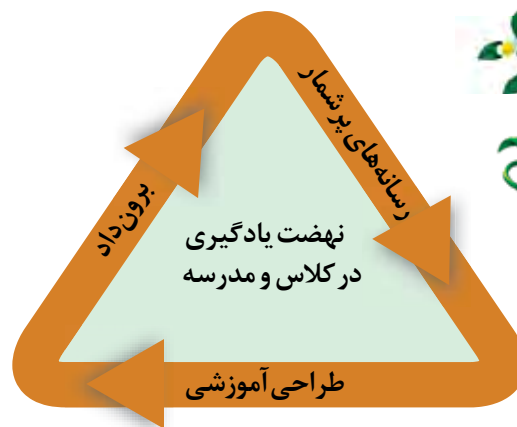 رسانه‌های پرشمار
برون‌داد
نهضت یادگیری
در کلاس و مدرسه
طراحی آموزشی